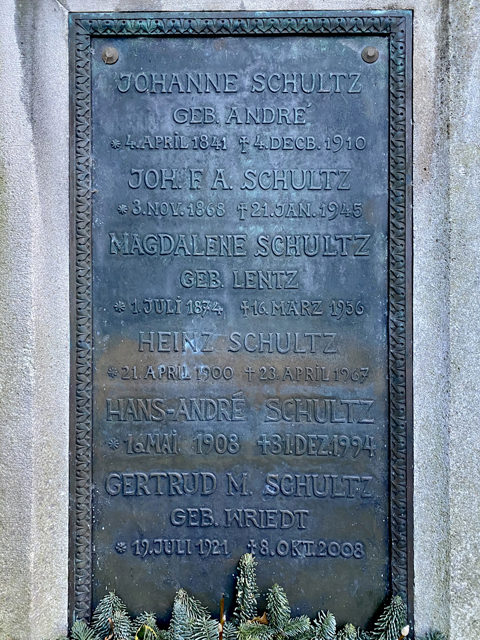 JOHANNE SCHULTZ
GEB. ANDRÉ
*4.APRIL 1841 †4.DECB. 1910
JOH. F. A. SCHULTZ
*3.NOV. 1868 †21.JAN. 1945
MAGDALENE SCHULTZ
GEB. LENTZ
*1.JULI 1874 †16.MÄRZ 1956
HEINZ SCHULTZ
*21.APRIL 1900 †23.APRIL 1967
HANS-ANDRÉ SCHULTZ
*16.MAI 1908 †31.DEZ.1994
GERTRUD M. SCHULTZ
GEB. WRIEDT
*19.JULI 1921 †8.OKT.2008